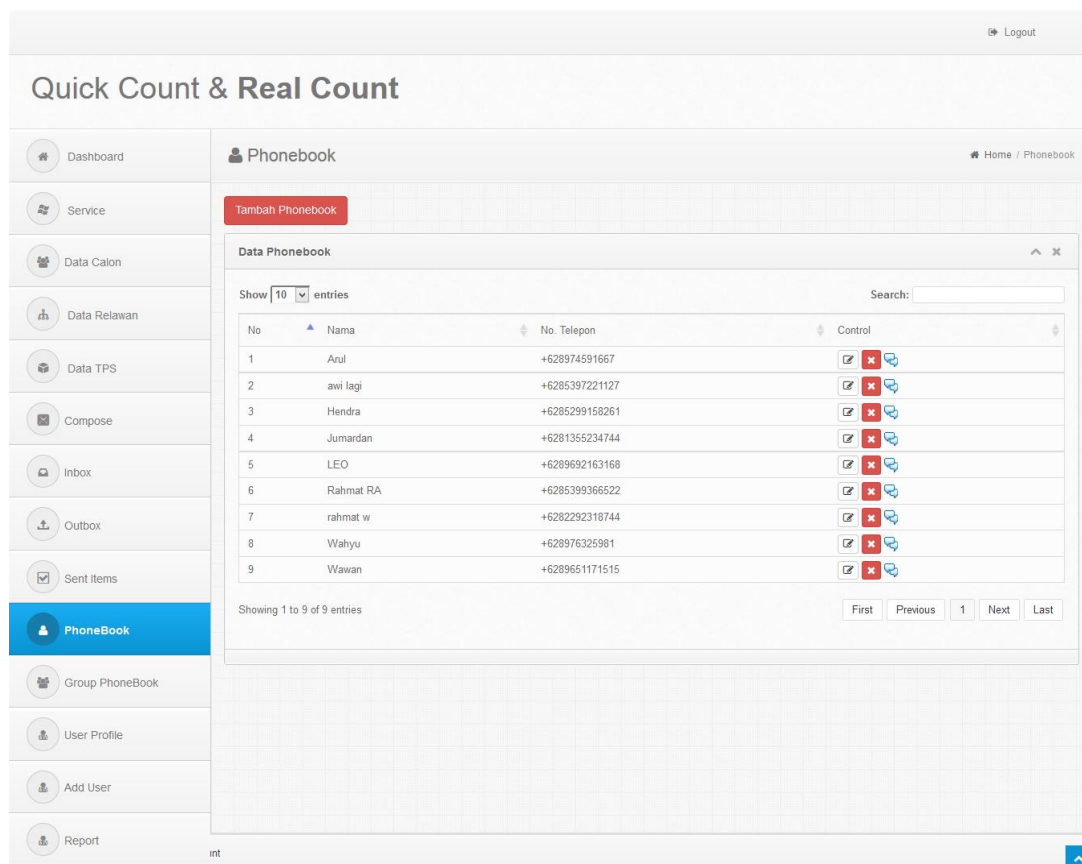 Logout
Quick Count & Real Count
Dashboard
Service
Data Calon
Data Relawan
Data TPS
Compose
Inbox
Outbox
Sent Items
PhoneBook
Group PhoneBook
User Profile
Add User
Report
Phonebook
Home / Phonebook
Tambah Phonebook
Data Phonebook
Show 10 entries
Search:
No Nama No. Telepon Control
1 Arul +628974591667
2 awi lagi +6285397221127
3 Hendra +6285299158261
4 Jumardan +6281355234744
5 LEO +6289692163168
6 Rahmat RA +6285399366522
7 rahmat w +6282292318744
8 Wahyu +628976325981
9 Wawan +6289651171515
Showing 1 to 9 of 9 entries
First Previous 1 Next Last